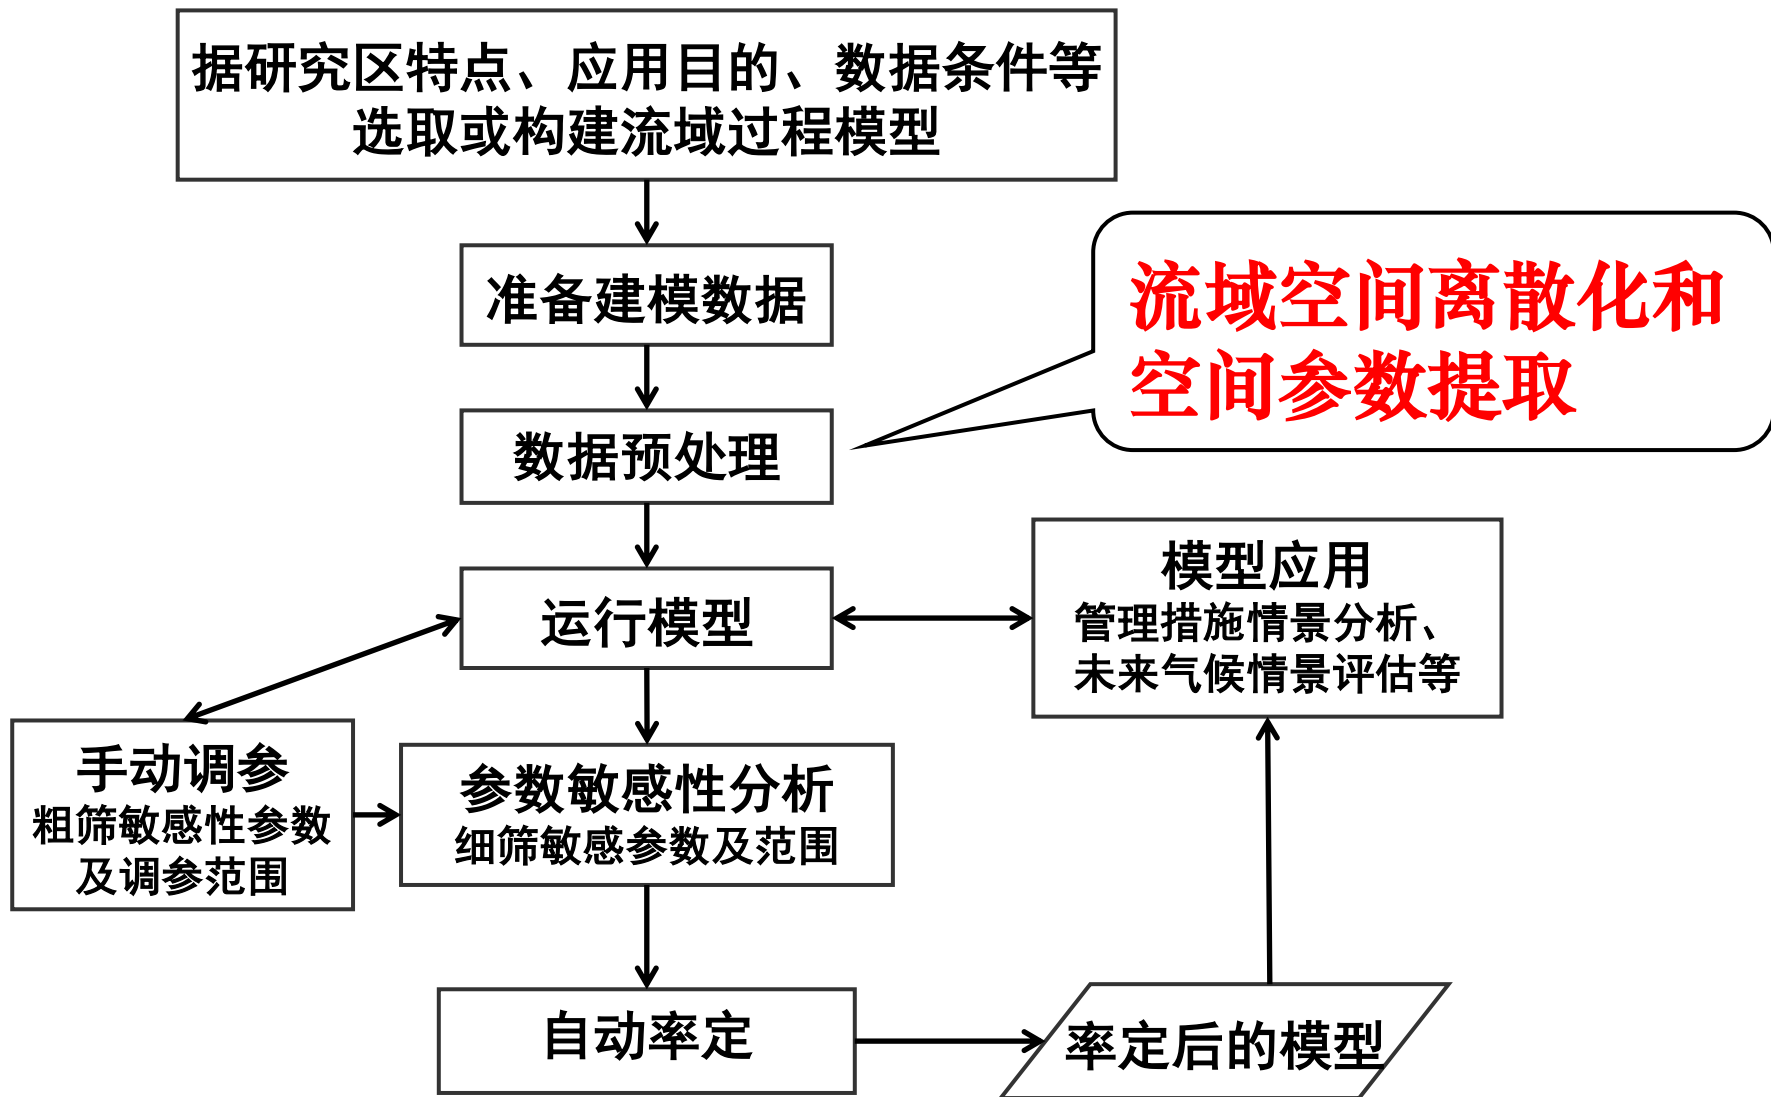 据研究区特点、应用目的、数据条件等
选取或构建流域过程模型
准备建模数据
流域空间离散化和
空间参数提取
数据预处理
运行模型
模型应用
管理措施情景分析、
未来气候情景评估等
手动调参
粗筛敏感性参数
及调参范围
参数敏感性分析
细筛敏感参数及范围
自动率定
率定后的模型